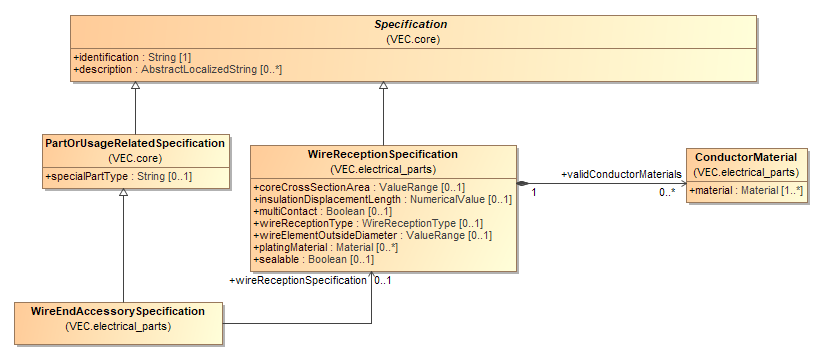 Specification
(VEC.core)
+identification : String [1]
+description : AbstractLocalizedString [0..*]
PartOrUsageRelatedSpecification
(VEC.core)
+specialPartType : String [0..1]
WireReceptionSpecification
(VEC.electrical_parts)
+coreCrossSectionArea : ValueRange [0..1]
+insulationDisplacementLength : NumericalValue [0..1]
+multiContact : Boolean [0..1]
+wireReceptionType : WireReceptionType [0..1]
+wireElementOutsideDiameter : ValueRange [0..1]
+platingMaterial : Material [0..*]
+sealable : Boolean [0..1]
+validConductorMaterials
1
0..*
ConductorMaterial
(VEC.electrical_parts)
+material : Material [1..*]
+wireReceptionSpecification 0..1
WireEndAccessorySpecification
(VEC.electrical_parts)